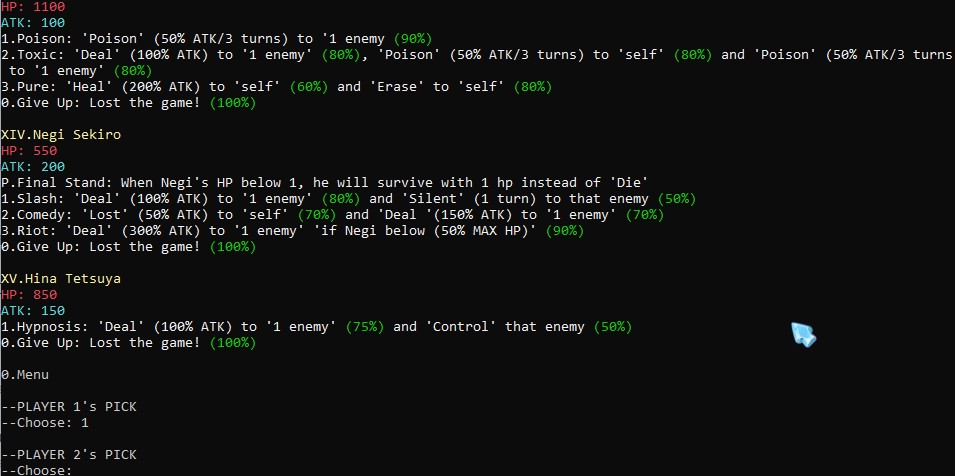 HP: 1100
ATK: 100
1.Poison: 'Poison' (50% ATK/3 turns) to '1 enemy (90%)
2.Toxic: 'Deal' (100% ATK) to '1 enemy' (80%), 'Poison' (50% ATK/3 turns) to 'self' (80%) and 'Poison' (50% ATK/3 turns
s to '1 enemy' (80%)
3.Pure: 'Heal' (200% ATK) to 'self' (60%) and 'Erase' to 'self' (80%)
0.Give Up: Lost the game! (100%)
XIV.Negi Sekiro
HP: 550
ATK: 200
P.Final Stand: When Negi's HP below 1, he will survive with 1 hp instead of 'Die'
1.Slash: 'Deal' (100% ATK) to '1 enemy' (80%) and 'Silent' (1 turn) to that enemy (50%)
2.Comedy: 'Lost' (50% ATK) to 'self' (70%) and 'Deal '(150% ATK) to '1 enemy' (70%)
3.Riot: 'Deal' (300% ATK) to '1 enemy' 'if Negi below (50% MAX HP)' (90%)
0.Give Up: Lost the game! (100%)
XV.Hina Tetsuya
HP: 850
ATK: 150
1.Hypnosis: 'Deal' (100% ATK) to '1 enemy' (75%) and 'Control' that enemy (50%)
0.Give Up: Lost the game! (100%)
0.Menu
--PLAYER 1's PICK
--Choose: 1
--PLAYER 2's PICK
--Choose: